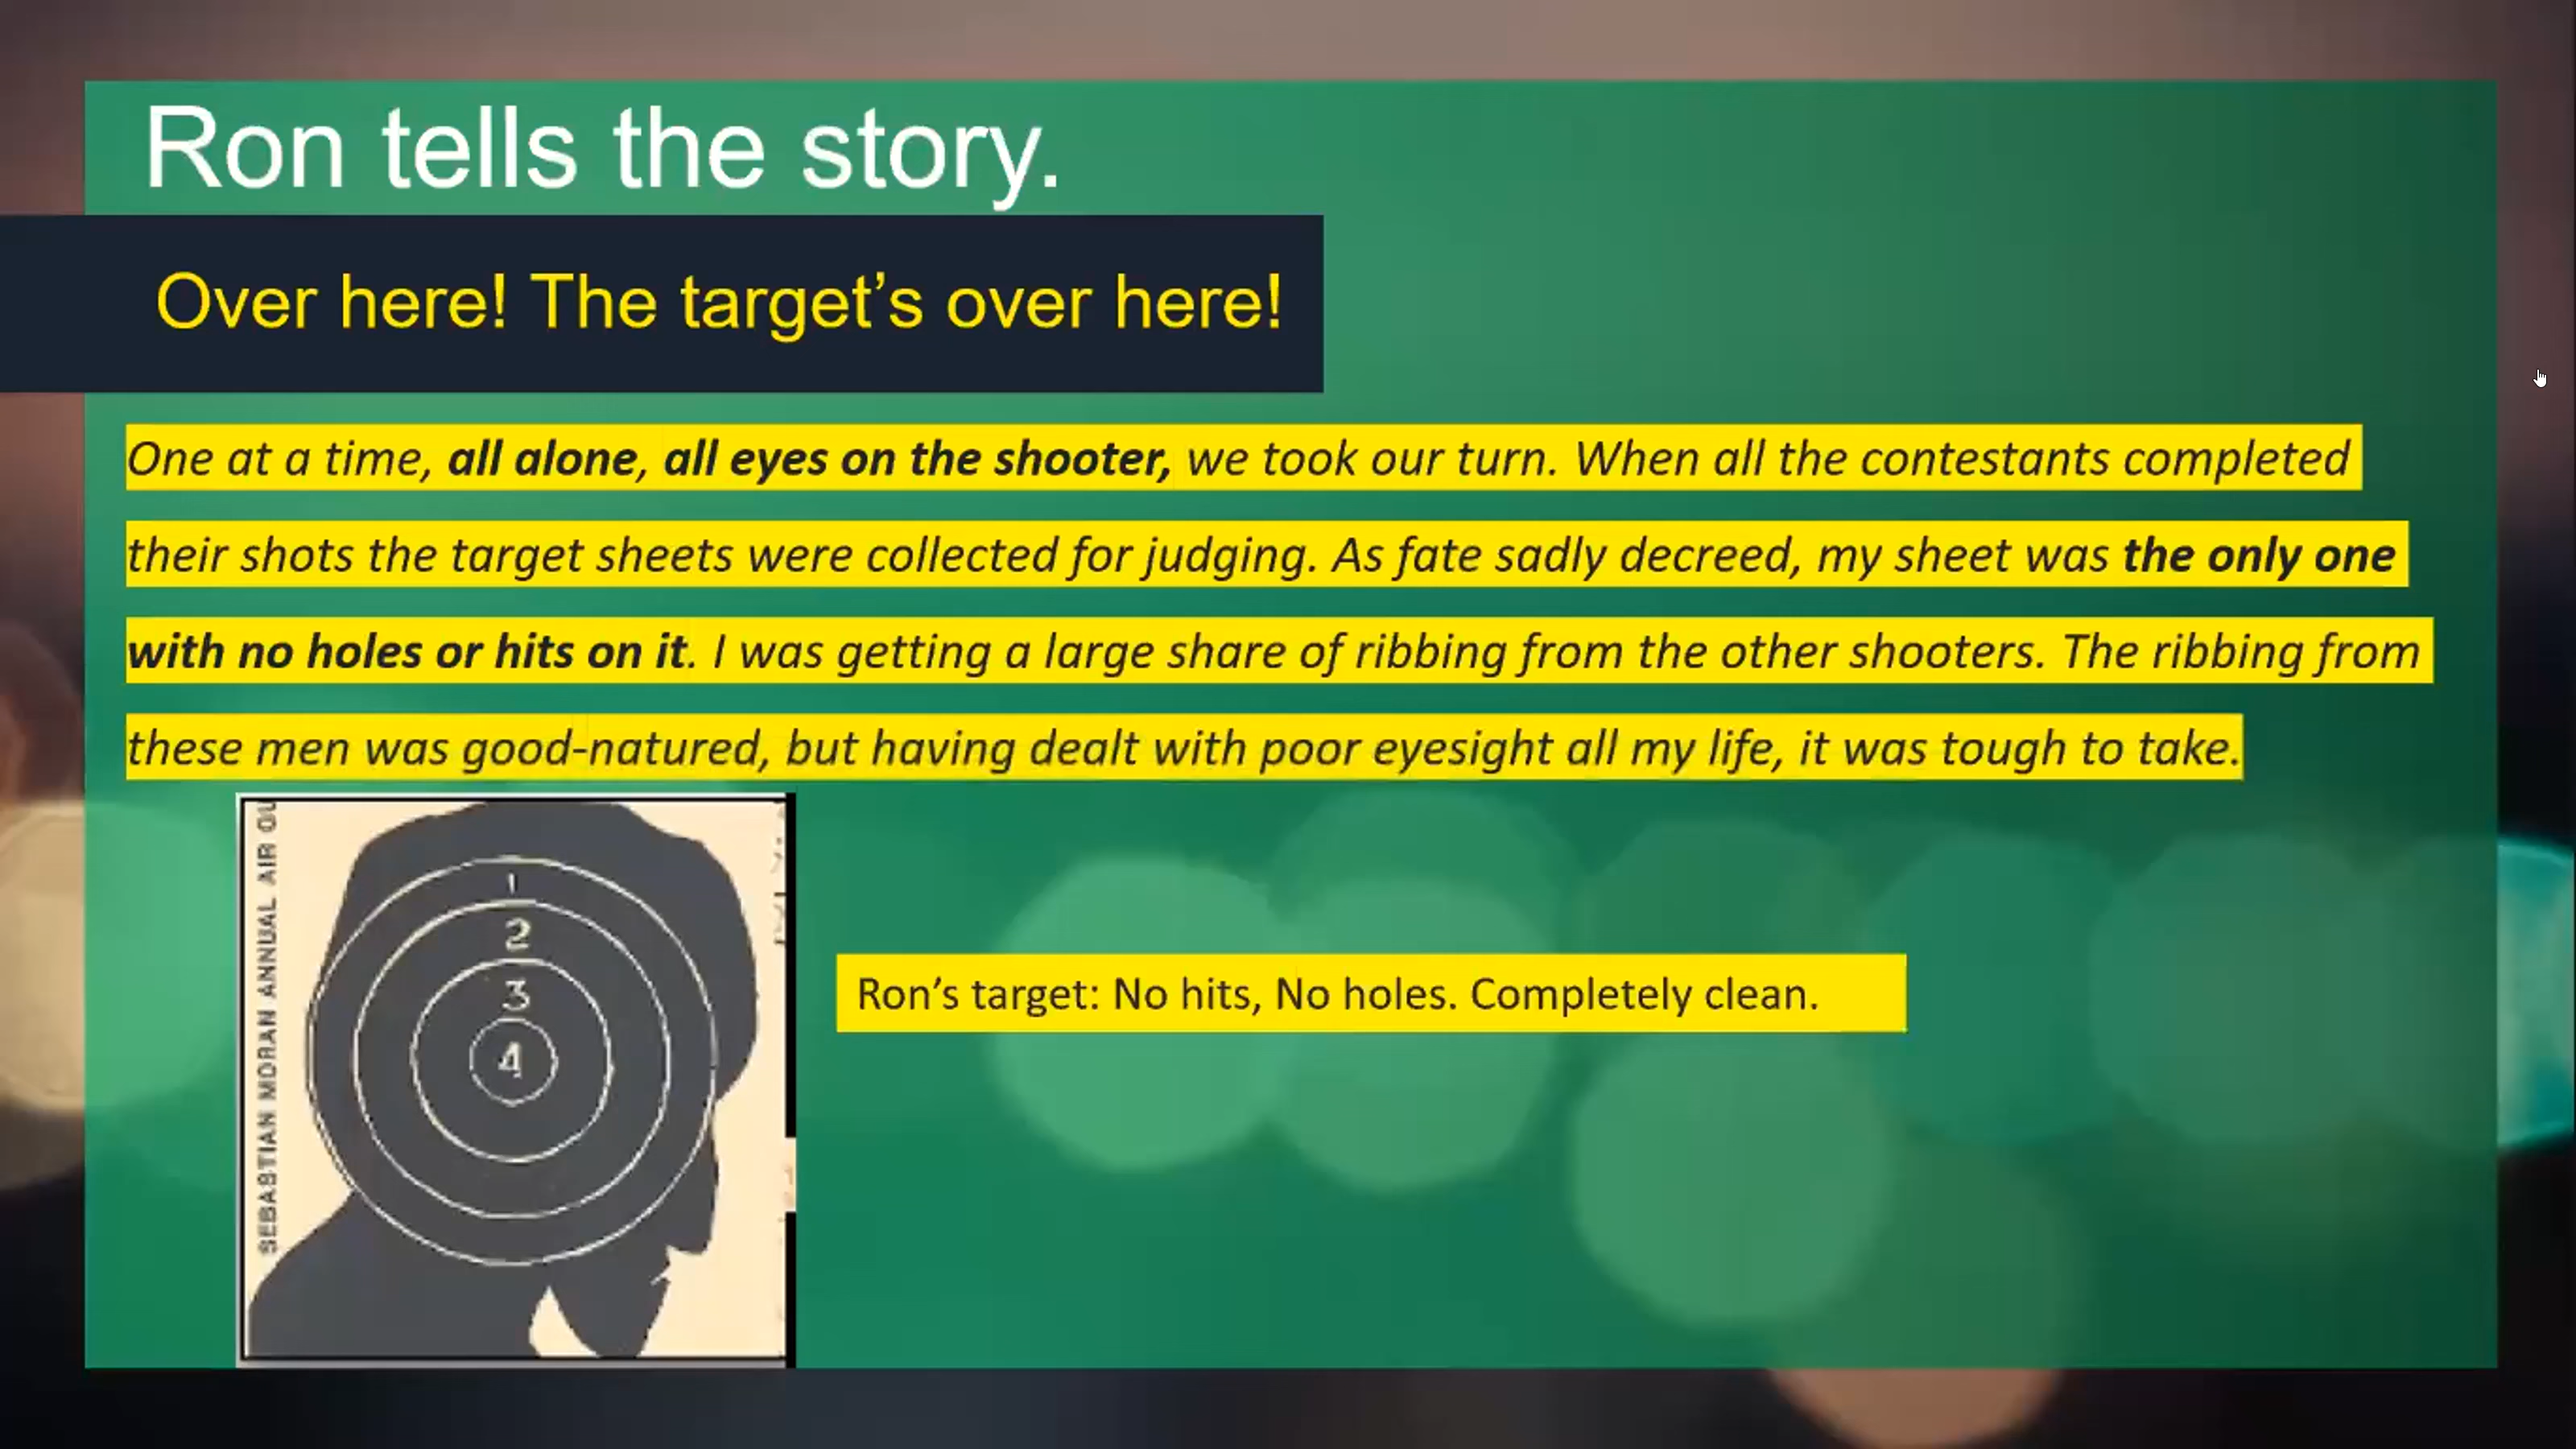 Ron tells the story.
Over here! The target’s over here!
One at a time, all alone, all eyes on the shooter, we took our turn. When all the contestants completed
their shots the target sheets were collected for judging. As fate sadly decreed, my sheet was the only one
with no holes or hits on it. I was getting a large share of ribbing from the other shooters. The ribbing from
these men was good-natured, but having dealt with poor eyesight all my life, it was tough to take.
SEBASTIAN MORAN ANNUAL AIR GU
1
2
3
4
Ron’s target: No hits, No holes. Completely clean.